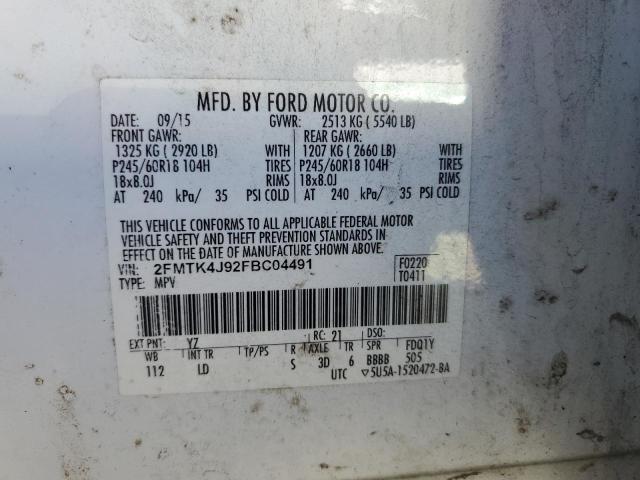 MFD. BY FORD MOTOR CO.
DATE: 09/15 GVWR: 2513 KG ( 5540 LB)
FRONT GAWR: REAR GAWR:
1325 KG ( 2920 LB) WITH 1207 KG ( 2660 LB) WITH
P245/60R18 104H TIRES P245/60R18 104H TIRES
18x8.0J RIMS 18x8.0J RIMS
AT 240 kPa/ 35 PSI COLD AT 240 kPa/ 35 PSI COLD
THIS VEHICLE CONFORMS TO ALL APPLICABLE FEDERAL MOTOR
VEHICLE SAFETY AND THEFT PREVENTION STANDARDS IN
EFFECT ON THE DATE OF MANUFACTURE SHOWN ABOVE.
VIN: 2FMTK4J92FBC04491 F0220
TYPE: MPV T0411
EXT PNT: YZ RC: 21 DSO:
WB INT TR TP/PS R AXLE TR SPR FDQ1Y
112 LD S 3D 6 BBBB 505
UTC ▽5U5A-1520472-BA